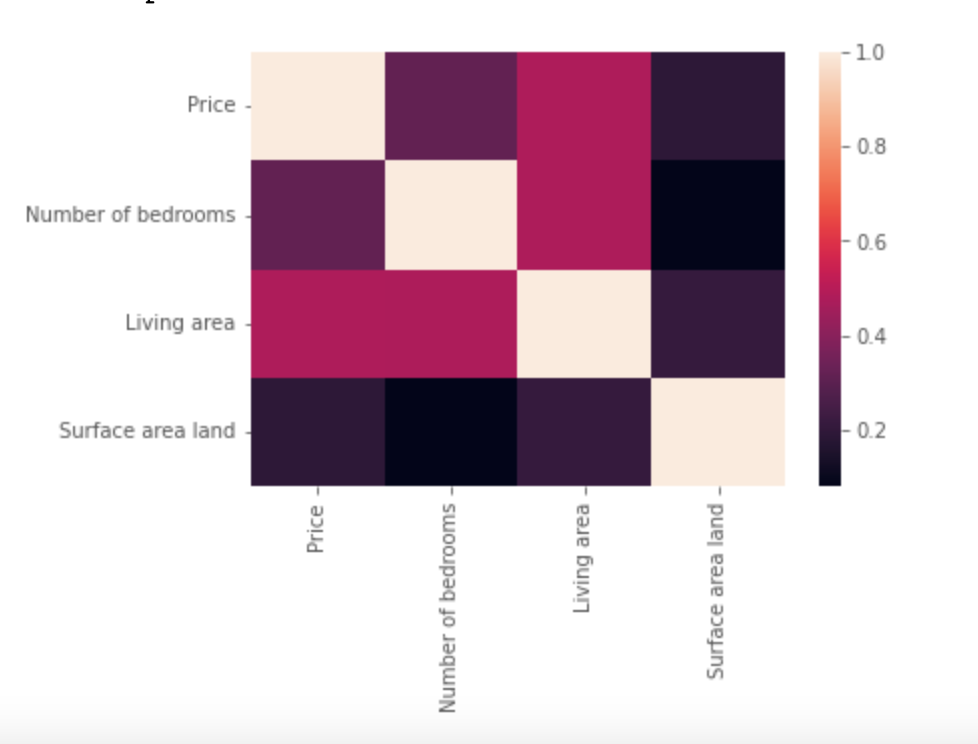 Price
Number of bedrooms
Living area
Surface area land
Price
Number of bedrooms
Living area
Surface area land
1.0
0.8
0.6
0.4
0.2